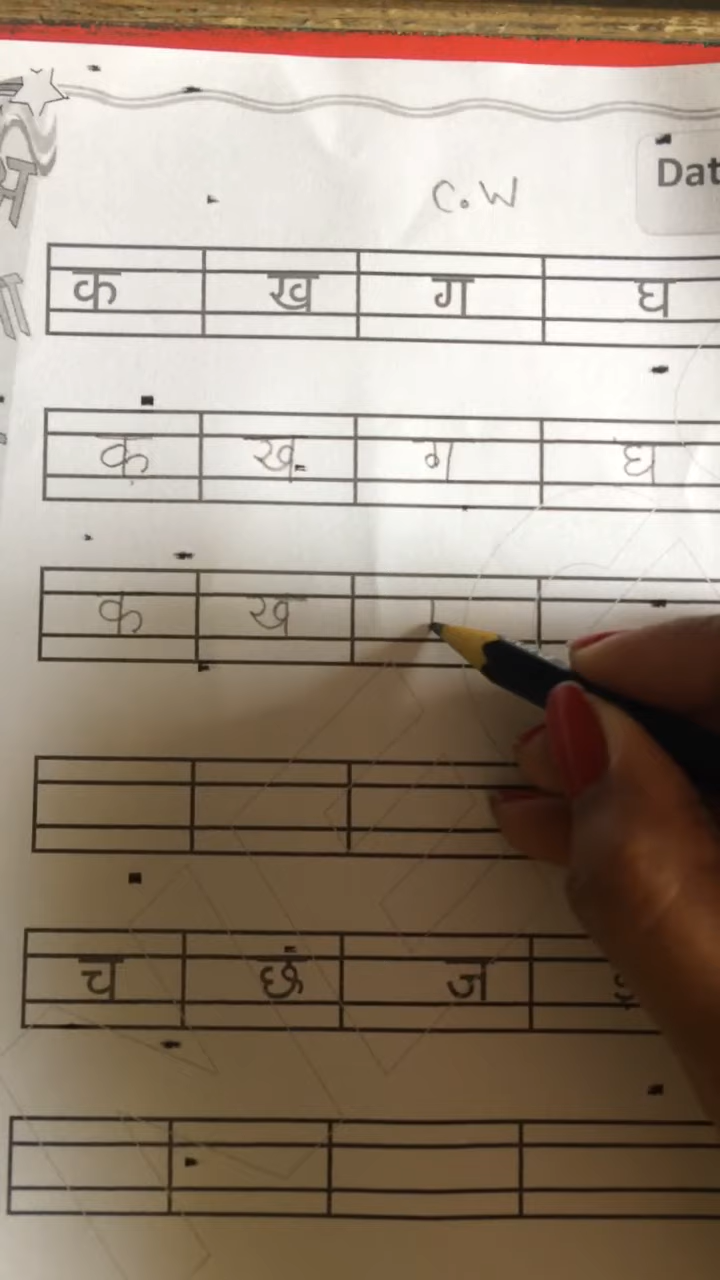 C.W
Dat
क ख ग घ
क ख ग घ
क ख
च छ ज